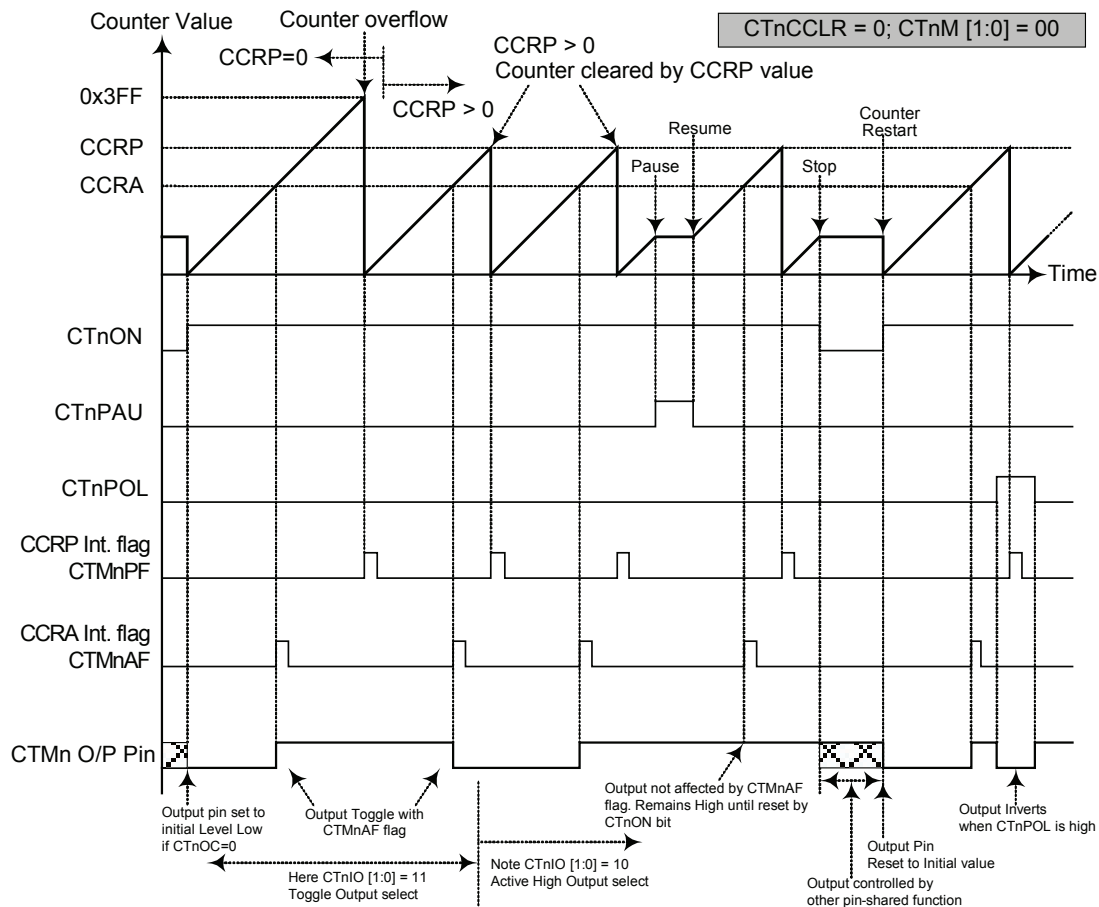 Counter Value
Counter overflow
CTnCCLR = 0; CTnM [1:0] = 00
CCRP=0
CCRP > 0
Counter cleared by CCRP value
0x3FF
CCRP > 0
Resume
Counter
Restart
CCRP
Pause
Stop
CCRA
Time
CTnON
CTnPAU
CTnPOL
CCRP Int. flag
CTMnPF
CCRA Int. flag
CTMnAF
CTMn O/P Pin
Output pin set to
initial Level Low
if CTnOC=0
Output Toggle with
CTMnAF flag
Output not affected by CTMnAF
flag. Remains High until reset by
CTnON bit
Output Inverts
when CTnPOL is high
Output Pin
Reset to Initial value
Here CTnIO [1:0] = 11
Toggle Output select
Note CTnIO [1:0] = 10
Active High Output select
Output controlled by
other pin-shared function